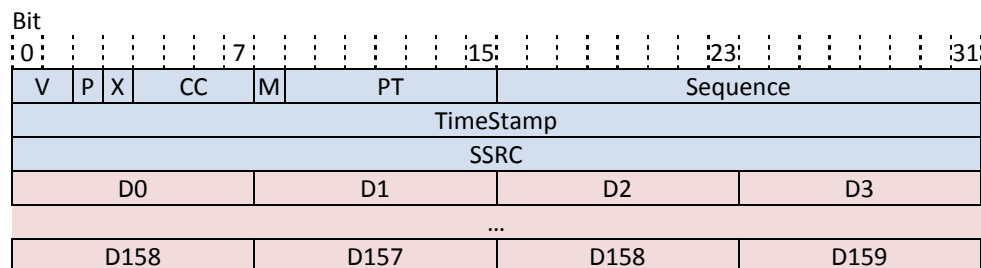 Bit
0 7 15 23 31
V P X CC M PT Sequence
TimeStamp
SSRC
D0 D1 D2 D3
...
D158 D157 D158 D159